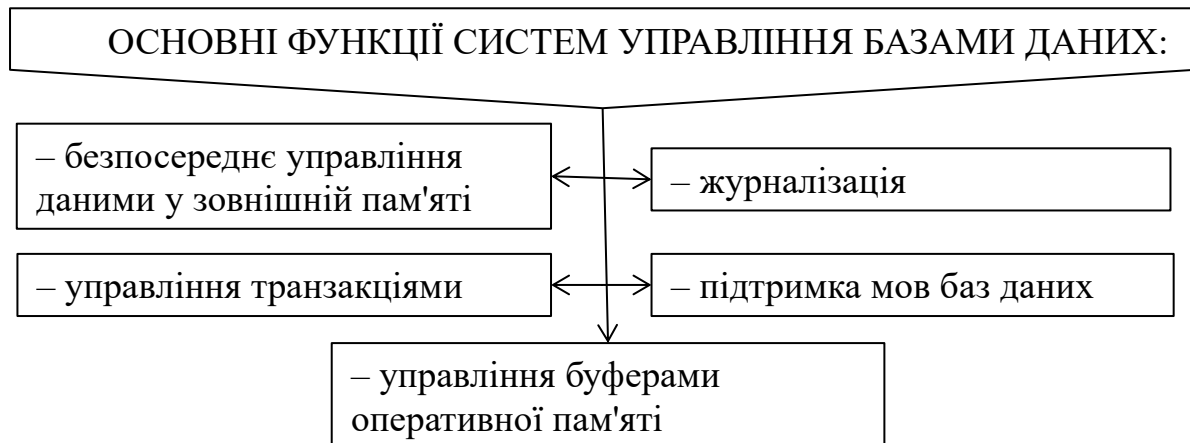 ОСНОВНІ ФУНКЦІЇ СИСТЕМ УПРАВЛІННЯ БАЗАМИ ДАНИХ:
– безпосереднє управління
даними у зовнішній пам'яті
– журналізація
– управління транзакціями
– підтримка мов баз даних
– управління буферами
оперативної пам'яті